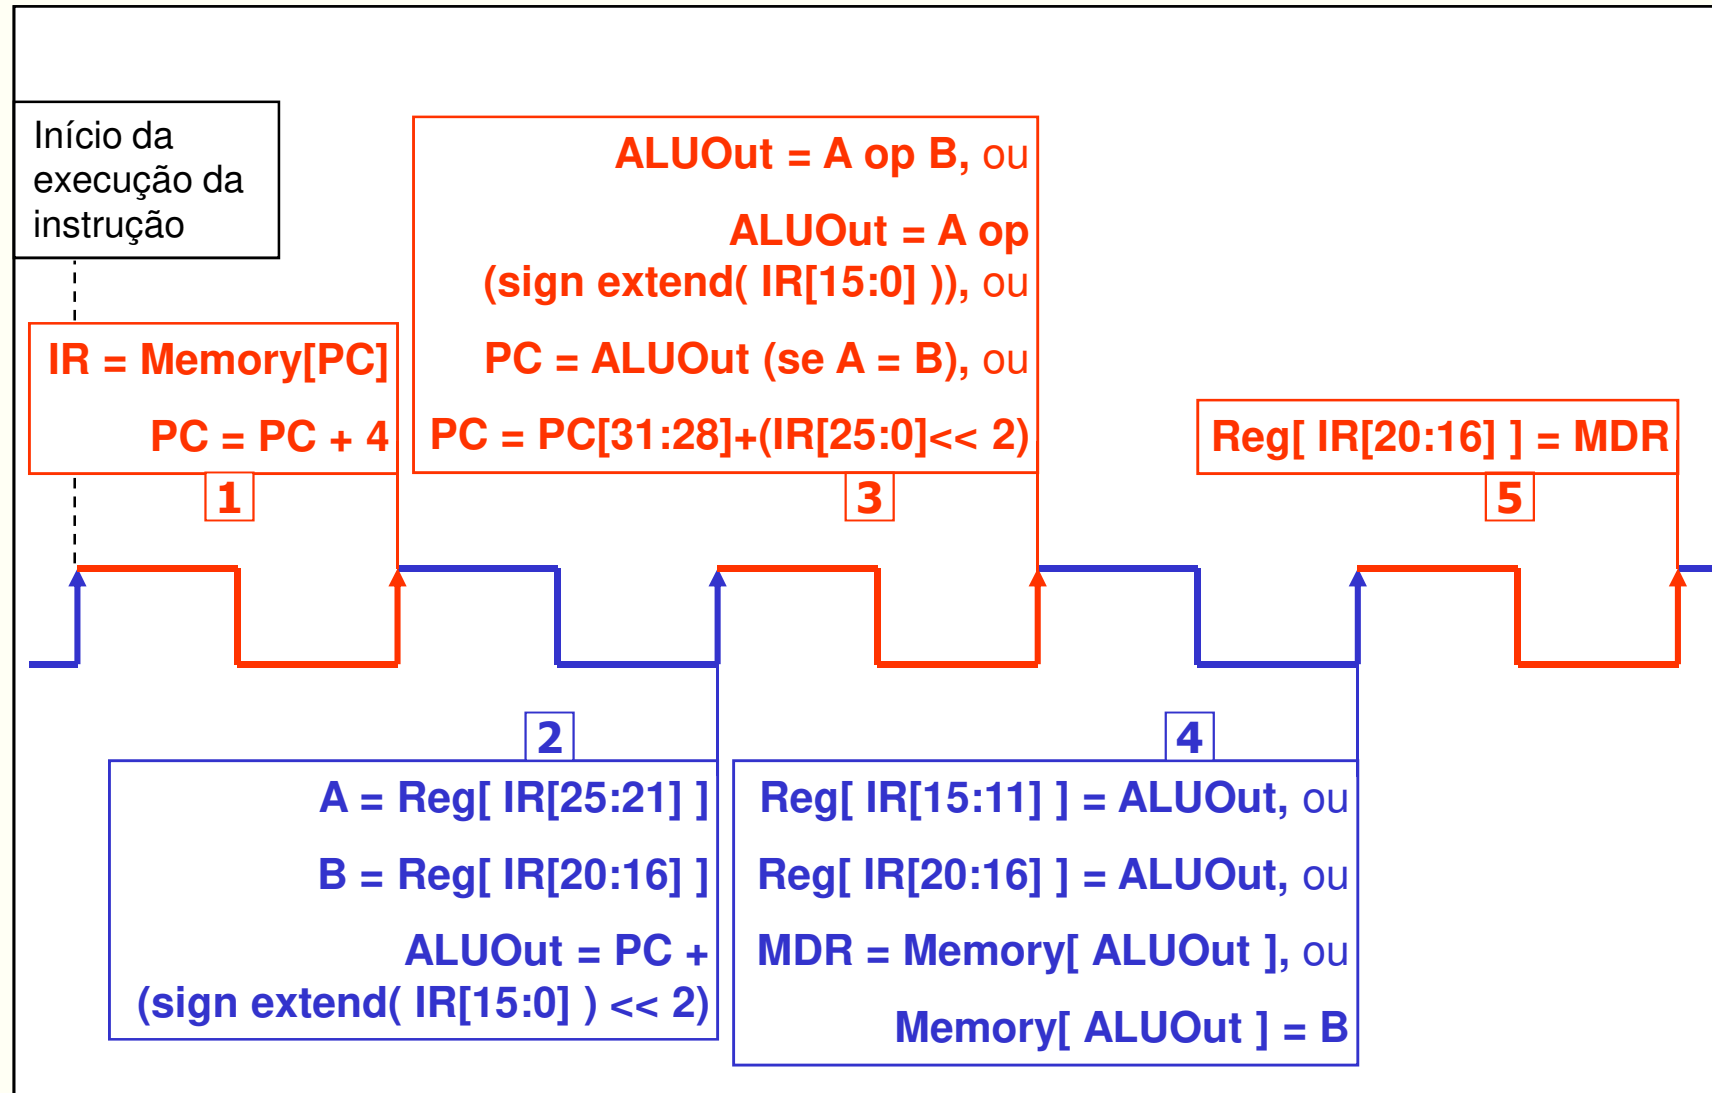 Início da
execução da
instrução
IR = Memory[PC]
PC = PC + 4
1
ALUOut = A op B, ou
ALUOut = A op
(sign extend( IR[15:0] )), ou
PC = ALUOut (se A = B), ou
PC = PC[31:28]+(IR[25:0]<< 2)
3
Reg[ IR[20:16] ] = MDR
5
2
A = Reg[ IR[25:21] ]
B = Reg[ IR[20:16] ]
ALUOut = PC +
(sign extend( IR[15:0] ) << 2)
4
Reg[ IR[15:11] ] = ALUOut, ou
Reg[ IR[20:16] ] = ALUOut, ou
MDR = Memory[ ALUOut ], ou
Memory[ ALUOut ] = B